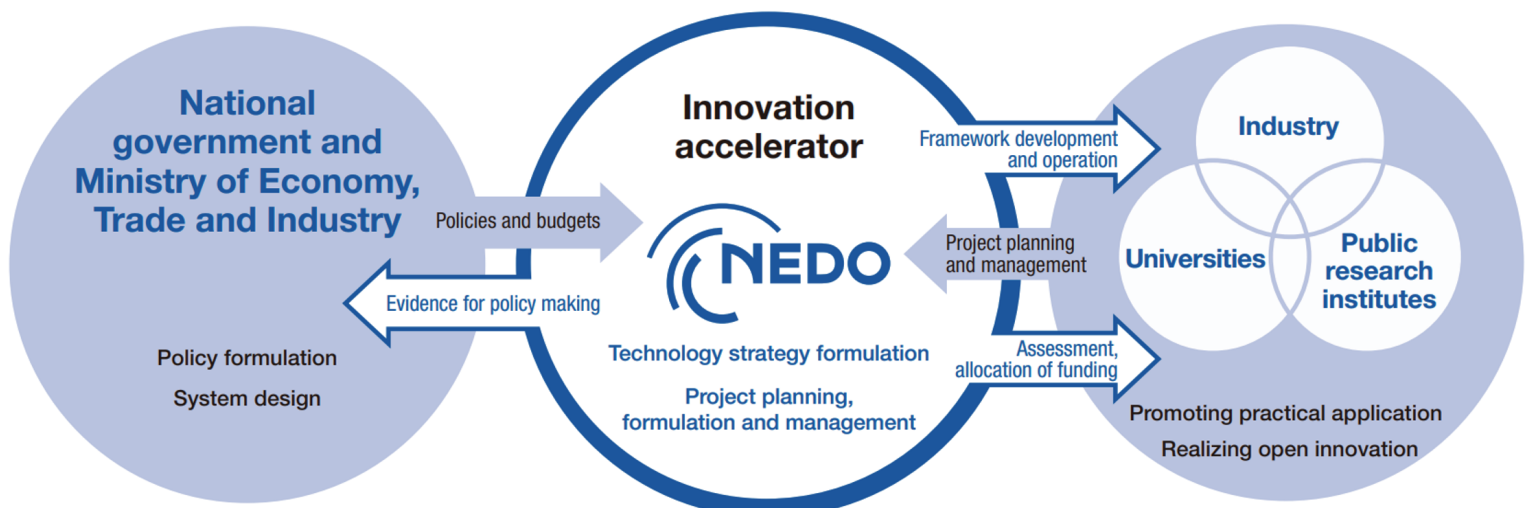 National
government and
Ministry of Economy,
Trade and Industry
Policy formulation
System design
Policies and budgets
Evidence for policy making
Innovation
accelerator
NEDO
Technology strategy formulation
Project planning,
formulation and management
Framework development
and operation
Project planning
and management
Assessment,
allocation of funding
Industry
Universities
Public
research
institutes
Promoting practical application
Realizing open innovation